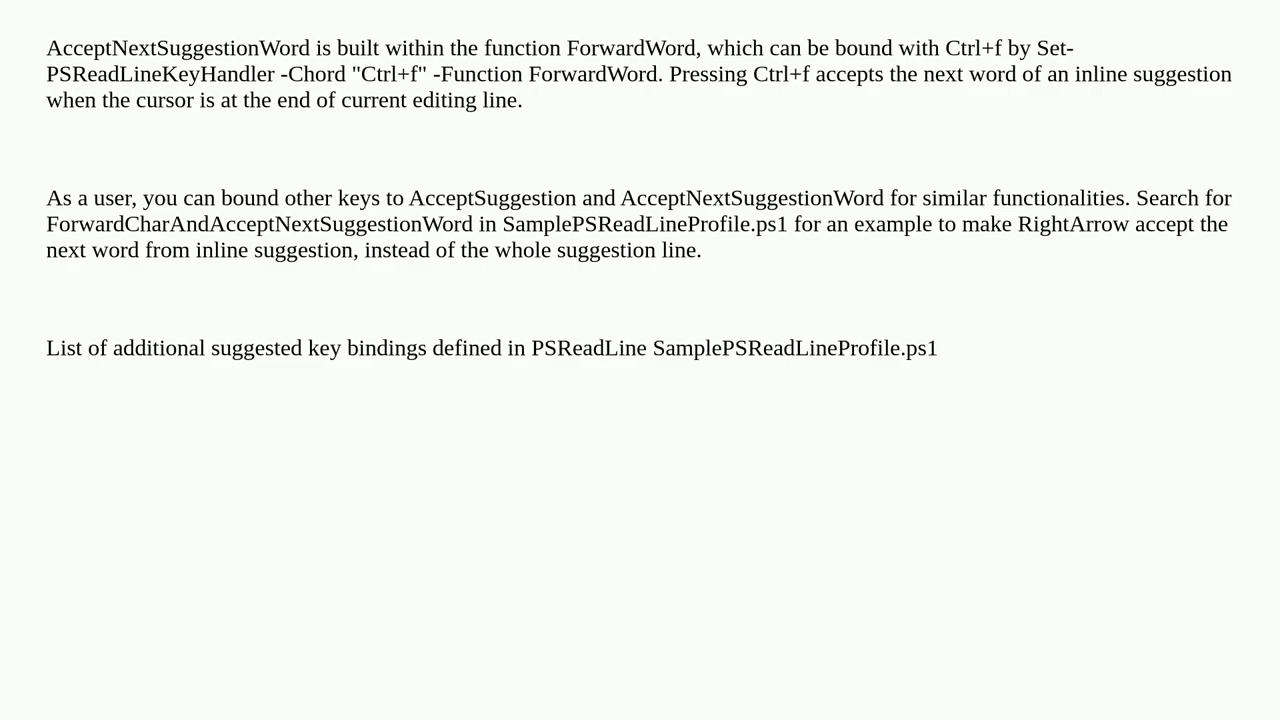 AcceptNextSuggestionWord is built within the function ForwardWord, which can be bound with Ctrl+f by Set-
PSReadLineKeyHandler -Chord "Ctrl+f" -Function ForwardWord. Pressing Ctrl+f accepts the next word of an inline suggestion
when the cursor is at the end of current editing line.
As a user, you can bound other keys to AcceptSuggestion and AcceptNextSuggestionWord for similar functionalities. Search for
ForwardCharAndAcceptNextSuggestionWord in SamplePSReadLineProfile.ps1 for an example to make RightArrow accept the
next word from inline suggestion, instead of the whole suggestion line.
List of additional suggested key bindings defined in PSReadLine SamplePSReadLineProfile.ps1